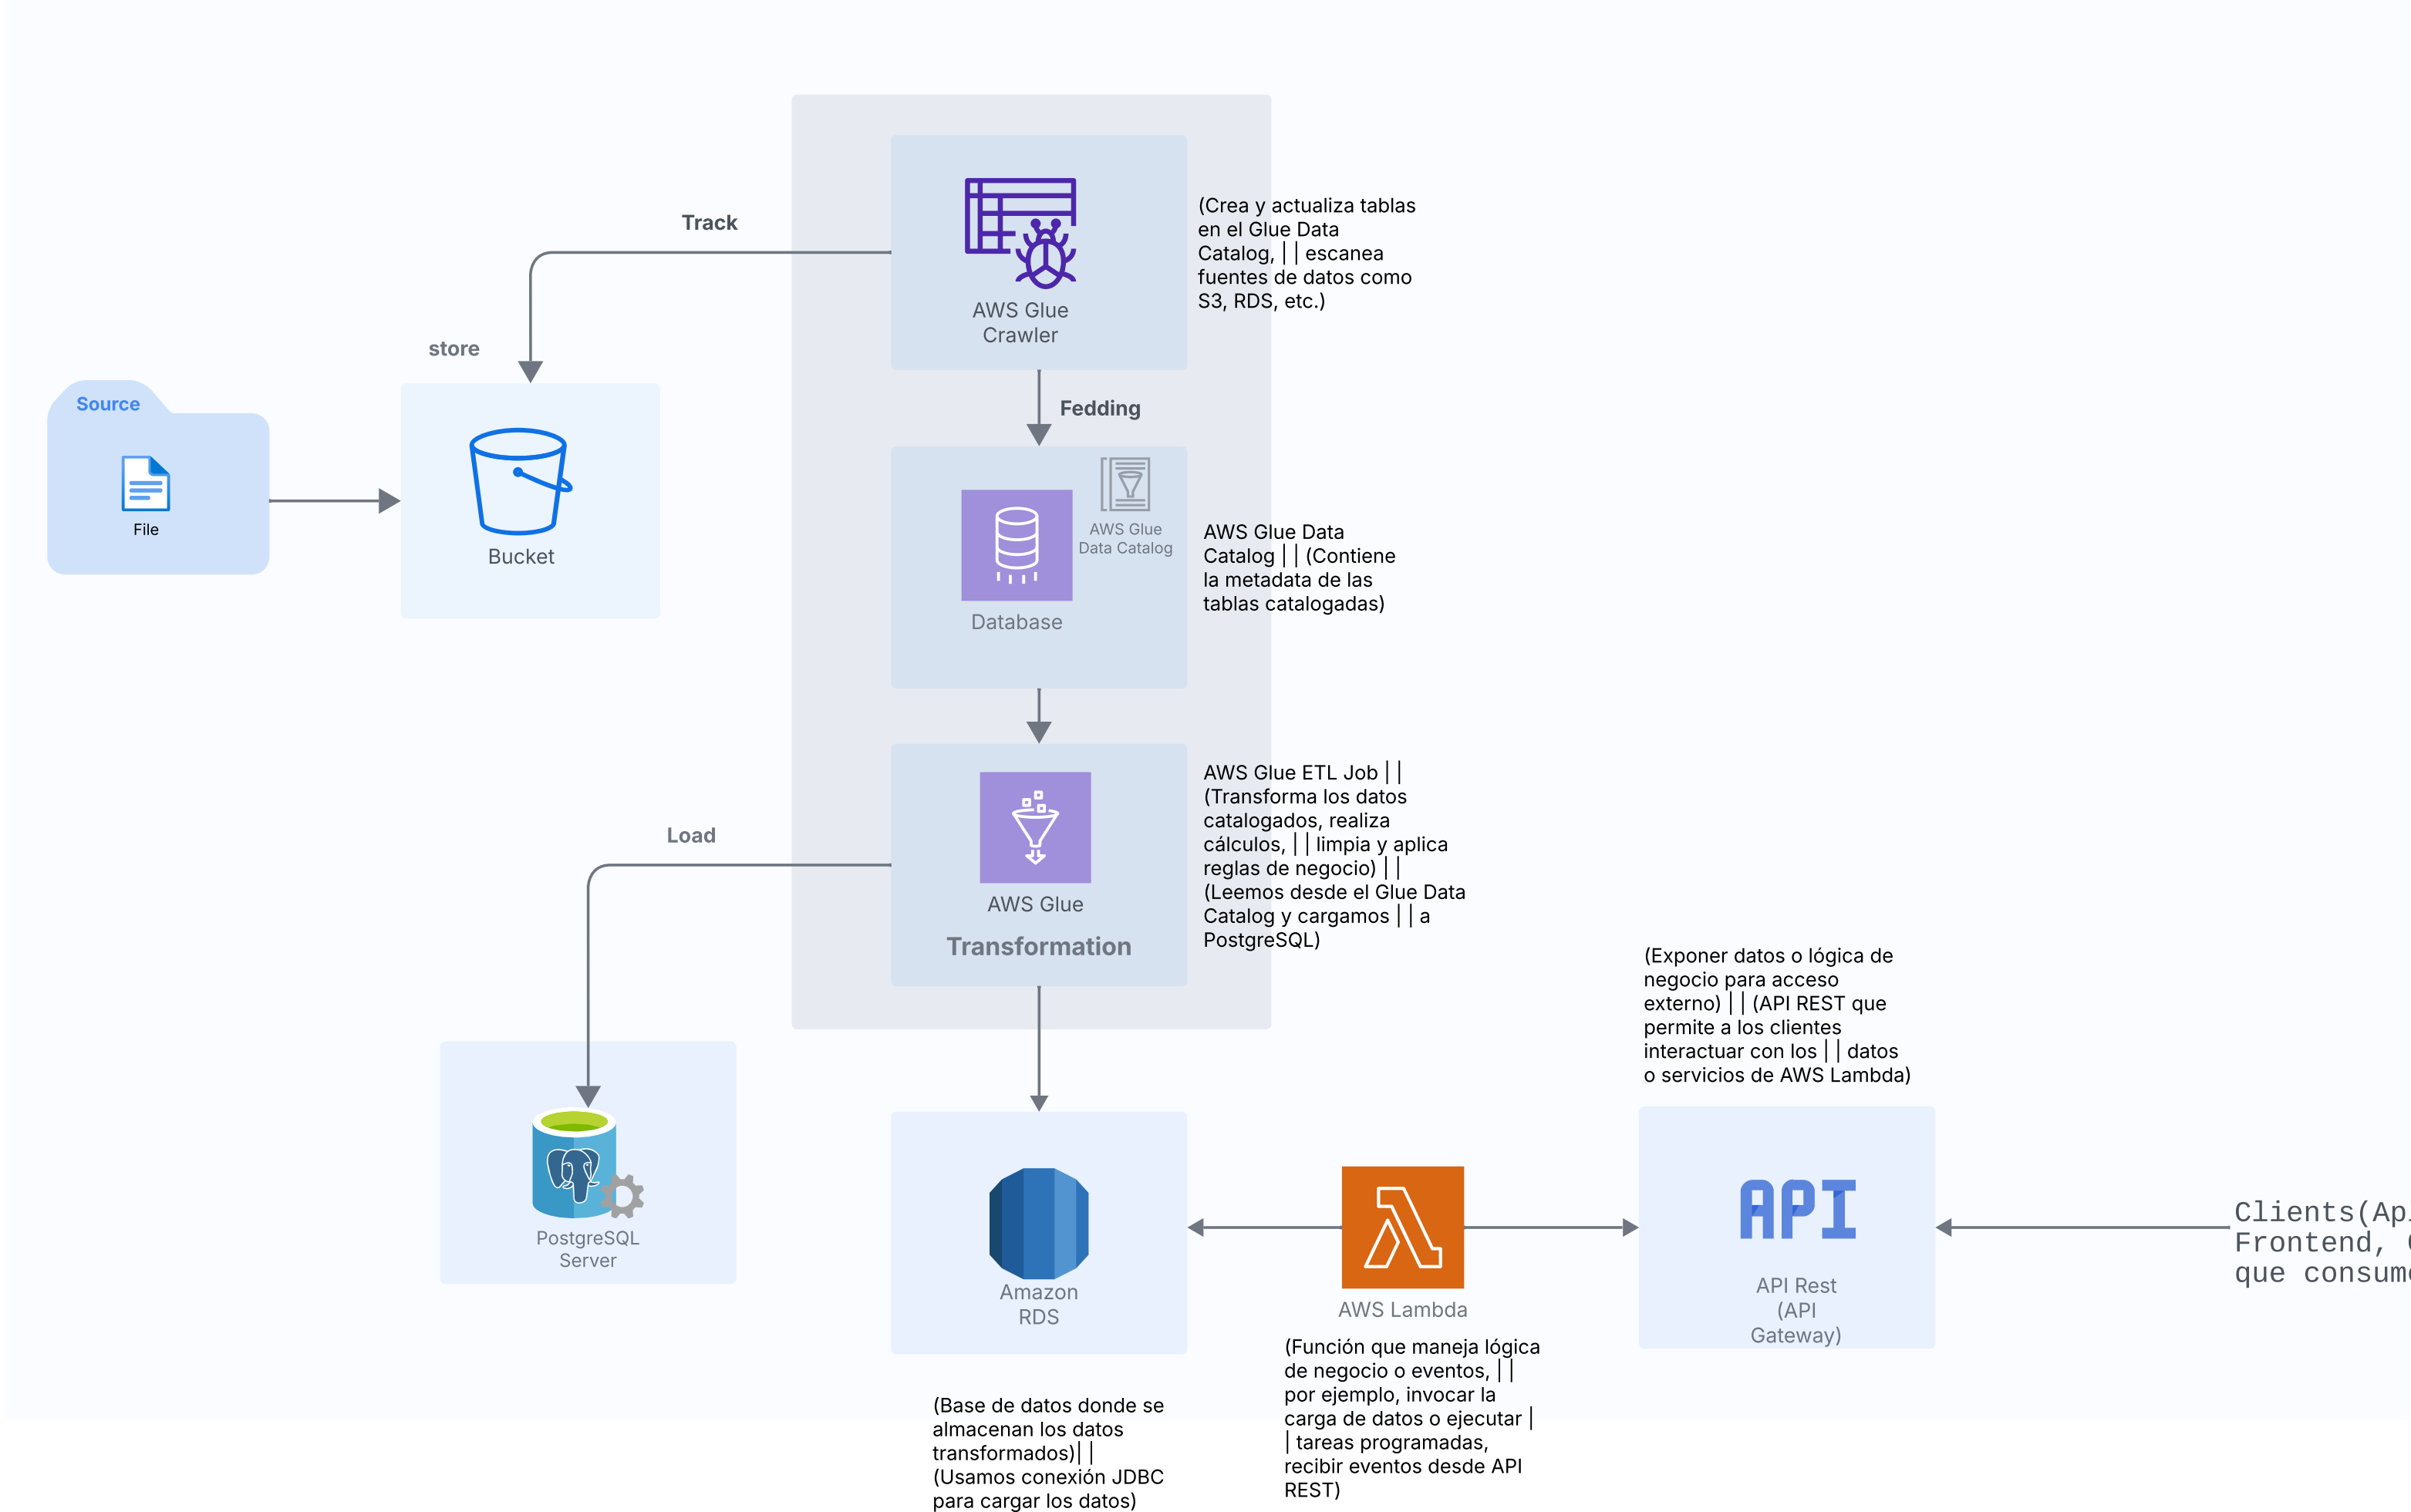 Track
(Crea y actualiza tablas
en el Glue Data
Catalog, | | escanea
fuentes de datos como
S3, RDS, etc.)
AWS Glue
Crawler
store
Source
File
Bucket
Fedding
AWS Glue
Data Catalog
Database
AWS Glue Data
Catalog | | (Contiene
la metadata de las
tablas catalogadas)
AWS Glue ETL Job | |
(Transforma los datos
catalogados, realiza
cálculos, | | limpia y aplica
reglas de negocio) | |
(Leemos desde el Glue Data
Catalog y cargamos | | a
PostgreSQL)
Load
AWS Glue
Transformation
(Exponer datos o lógica de
negocio para acceso
externo) | | (API REST que
permite a los clientes
interactuar con los | | datos
o servicios de AWS Lambda)
PostgreSQL
Server
Amazon
RDS
AWS Lambda
API
API Rest
(API
Gateway)
Clients(Ap
Frontend,
que consum
(Base de datos donde se
almacenan los datos
transformados)| |
(Usamos conexión JDBC
para cargar los datos)
(Función que maneja lógica
de negocio o eventos, | |
por ejemplo, invocar la
carga de datos o ejecutar |
| tareas programadas,
recibir eventos desde API
REST)